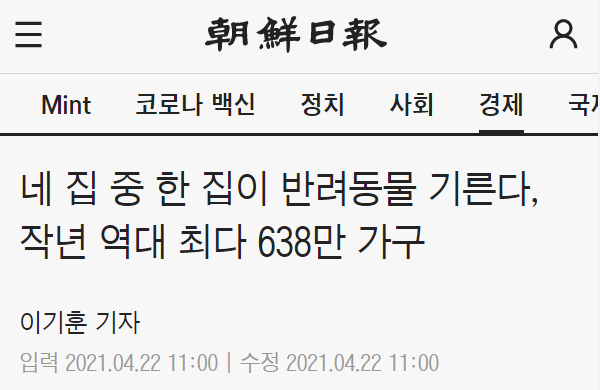 朝鮮日報
Mint 코로나 백신 정치 사회 경제 국제
네 집 중 한 집이 반려동물 기른다,
작년 역대 최다 638만 가구
이기훈 기자
입력 2021.04.22 11:00 | 수정 2021.04.22 11:00